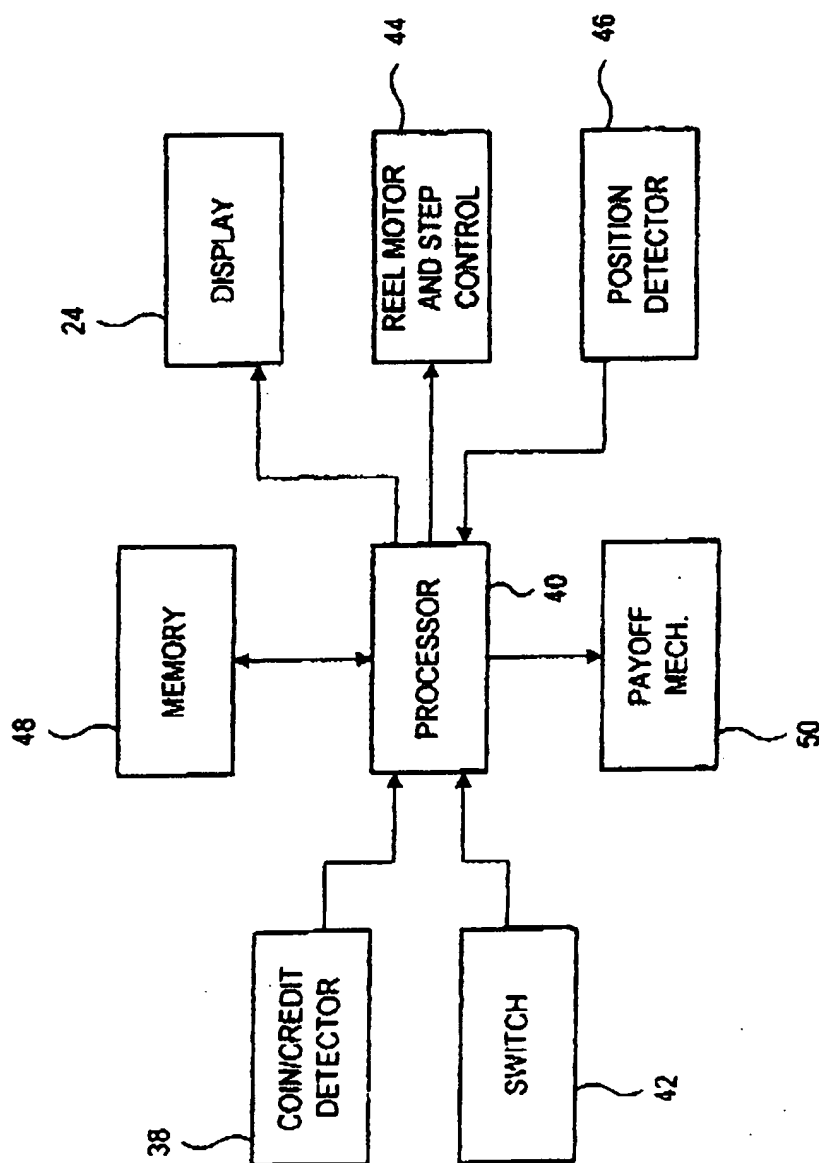 48
MEMORY
24
DISPLAY
38
COIN/CREDIT
DETECTOR
PROCESSOR
40
REEL MOTOR
AND STEP
CONTROL
44
SWITCH
42
PAYOFF
MECH.
50
POSITION
DETECTOR
46